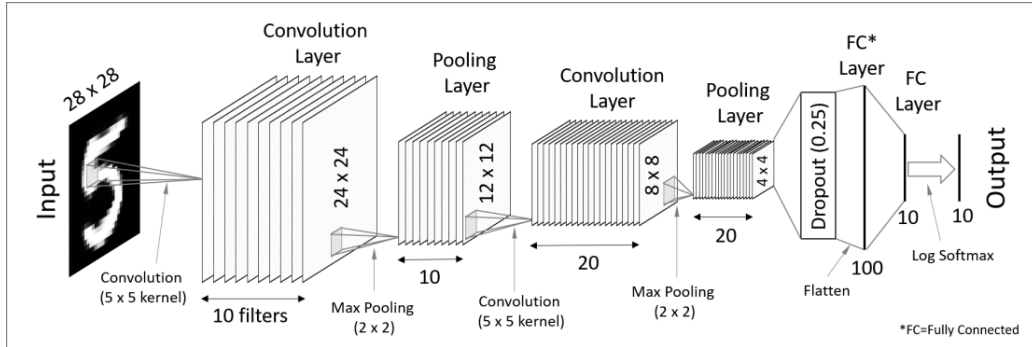 Input
28 x 28
Convolution
(5 x 5 kernel)
Convolution
Layer
24 x 24
10 filters
Max Pooling
(2 x 2)
Pooling
Layer
12 x 12
10
Convolution
(5 x 5 kernel)
Convolution
Layer
8 x 8
20
Max Pooling
(2 x 2)
Pooling
Layer
4 x 4
20
Dropout (0.25)
Flatten
FC*
Layer
100
FC
Layer
10
Log Softmax
10
Output
*FC=Fully Connected